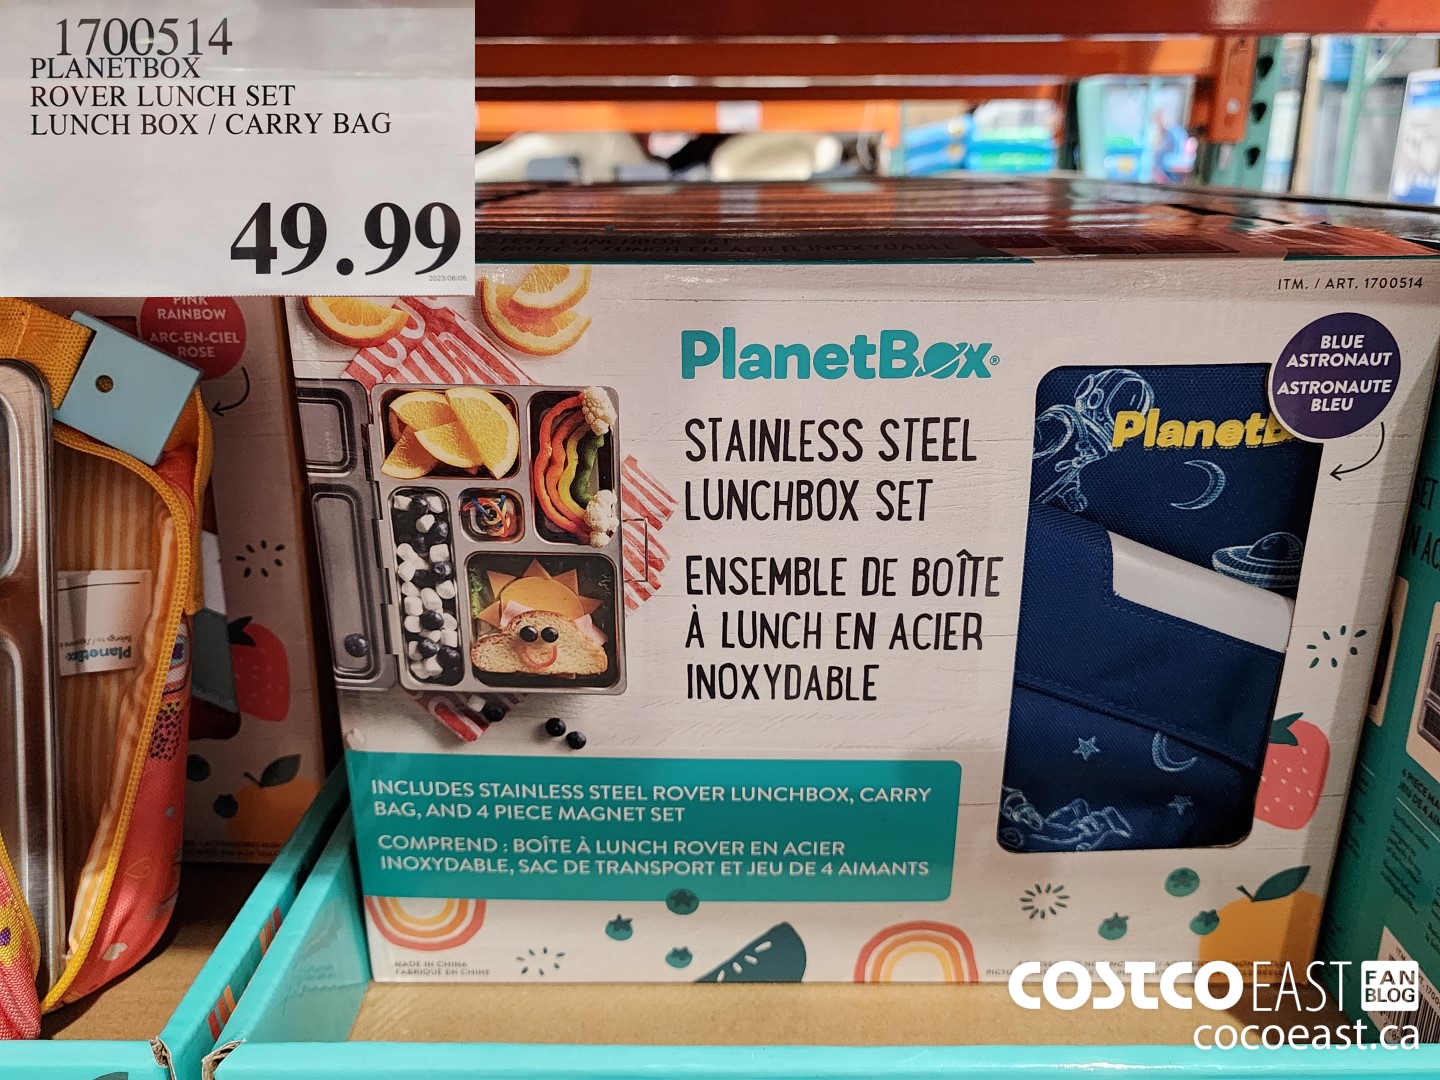 1700514
PLANETBOX
ROVER LUNCH SET
LUNCH BOX / CARRY BAG
49.99
2023/06/05
PINK
RAINBOW
ARC-EN-CIEL
ROSE
PlanetBox
ITM. / ART. 1700514
PlanetBox®
STAINLESS STEEL
LUNCHBOX SET
ENSEMBLE DE BOÎTE
À LUNCH EN ACIER
INOXYDABLE
BLUE
ASTRONAUT
ASTRONAUTE
BLEU
PlanetB
INCLUDES STAINLESS STEEL ROVER LUNCHBOX, CARRY
BAG, AND 4 PIECE MAGNET SET
COMPREND : BOÎTE À LUNCH ROVER EN ACIER
INOXYDABLE, SAC DE TRANSPORT ET JEU DE 4 AIMANTS
MADE IN CHINA
FABRIQUÉ EN CHINE
COSTCO EAST FAN BLOG
cocoeast.ca